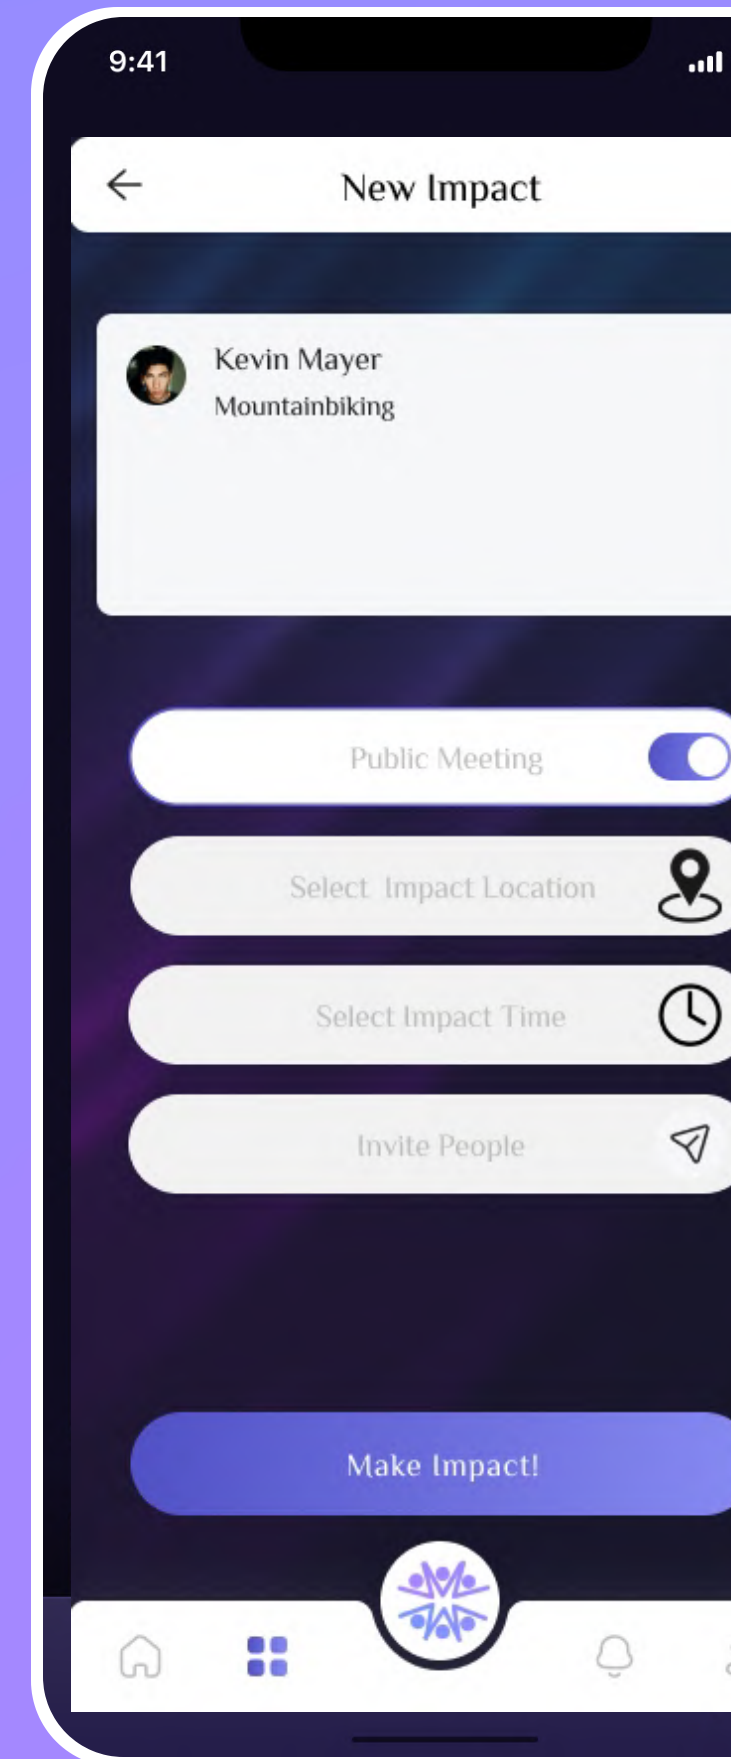 9:41
New Impact
Kevin Mayer
Mountainbiking
Public Meeting
Select Impact Location
Select Impact Time
Invite People
Make Impact!